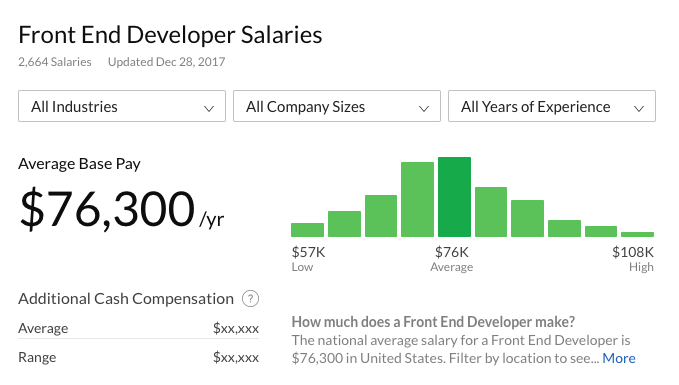 Front End Developer Salaries
2,664 Salaries Updated Dec 28, 2017
All Industries All Company Sizes All Years of Experience
Average Base Pay
$76,300 /yr
$57K $76K $108K
Low Average High
Additional Cash Compensation ?
Average $xx,xxx
Range $xx,xxx
How much does a Front End Developer make?
The national average salary for a Front End Developer is
$76,300 in United States. Filter by location to see... More